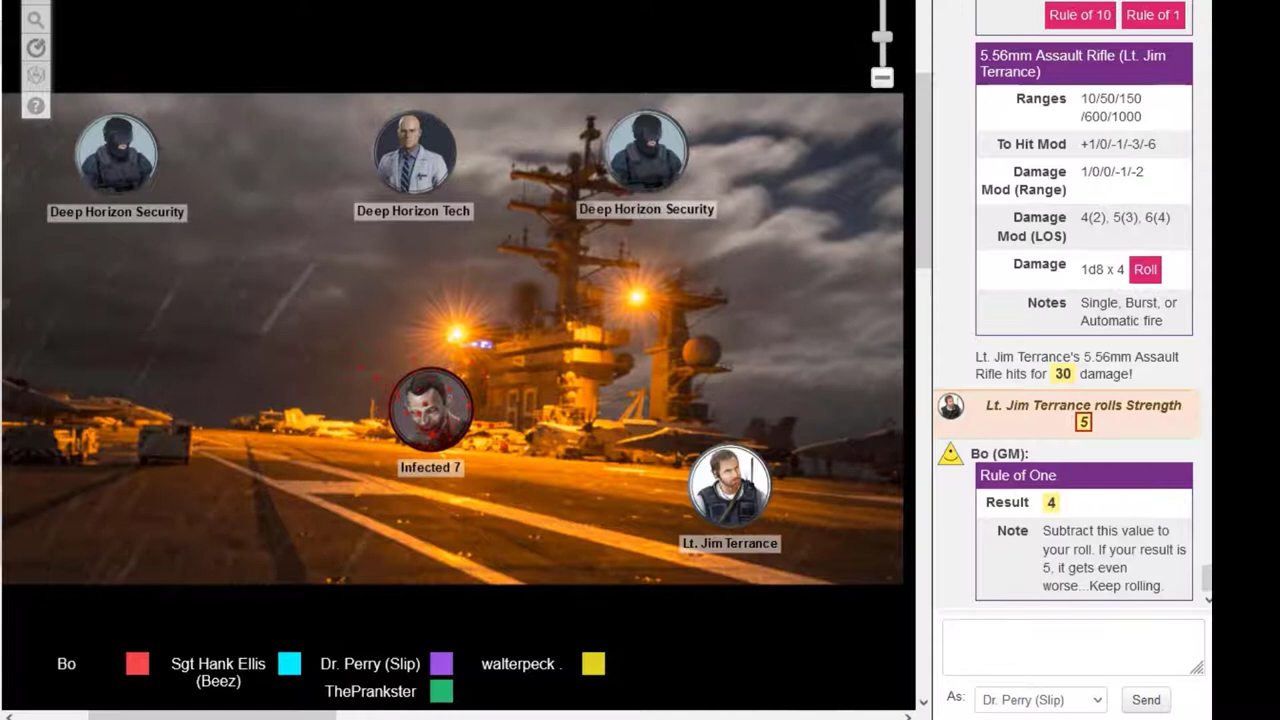 Deep Horizon Security
Deep Horizon Tech
Deep Horizon Security
Infected 7
Lt. Jim Terrance
Bo
Sgt Hank Ellis
(Beez)
Dr. Perry (Slip)
walterpeck .
ThePrankster
Rule of 10
Rule of 1
5.56mm Assault Rifle (Lt. Jim
Terrance)
Ranges 10/50/150
/600/1000
To Hit Mod +1/0/-1/-3/-6
Damage 1/0/0/-1/-2
Mod (Range)
Damage 4(2), 5(3), 6(4)
Mod (LOS)
Damage 1d8 x 4 Roll
Notes Single, Burst, or
Automatic fire
Lt. Jim Terrance's 5.56mm Assault
Rifle hits for 30 damage!
Lt. Jim Terrance rolls Strength
5
Bo (GM):
Rule of One
Result 4
Note Subtract this value to
your roll. If your result is
5, it gets even
worse...Keep rolling.
As: Dr. Perry (Slip) Send